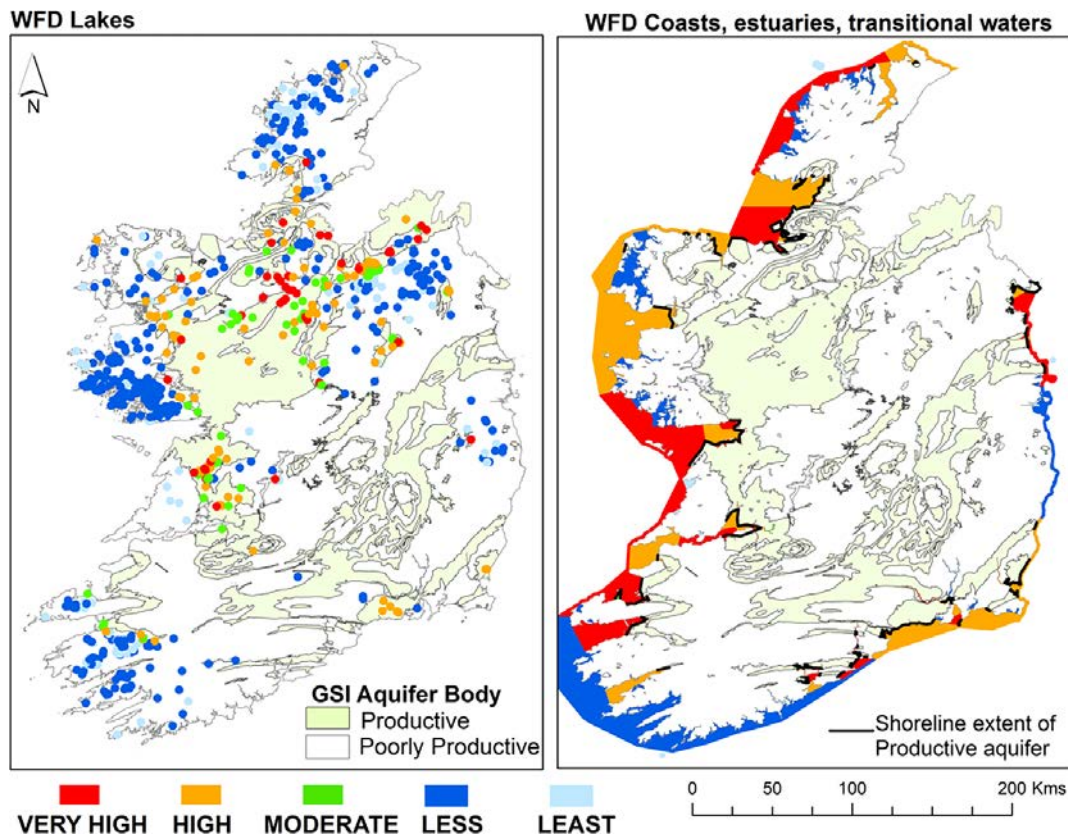 WFD Lakes
WFD Coasts, estuaries, transitional waters
N
GSI Aquifer Body
Productive
Poorly Productive
Shoreline extent of
Productive aquifer
VERY HIGH HIGH MODERATE LESS LEAST
0 50 100 200 Kms